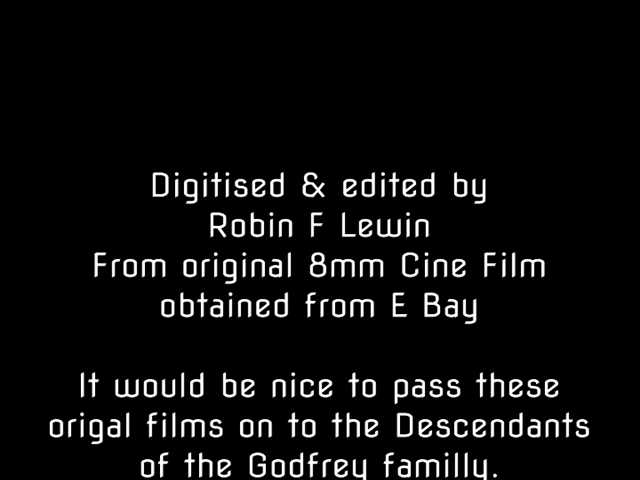 Digitised & edited by
Robin F Lewin
From original 8mm Cine Film
obtained from E Bay
It would be nice to pass these
origal films on to the Descendants
of the Godfrey familly.